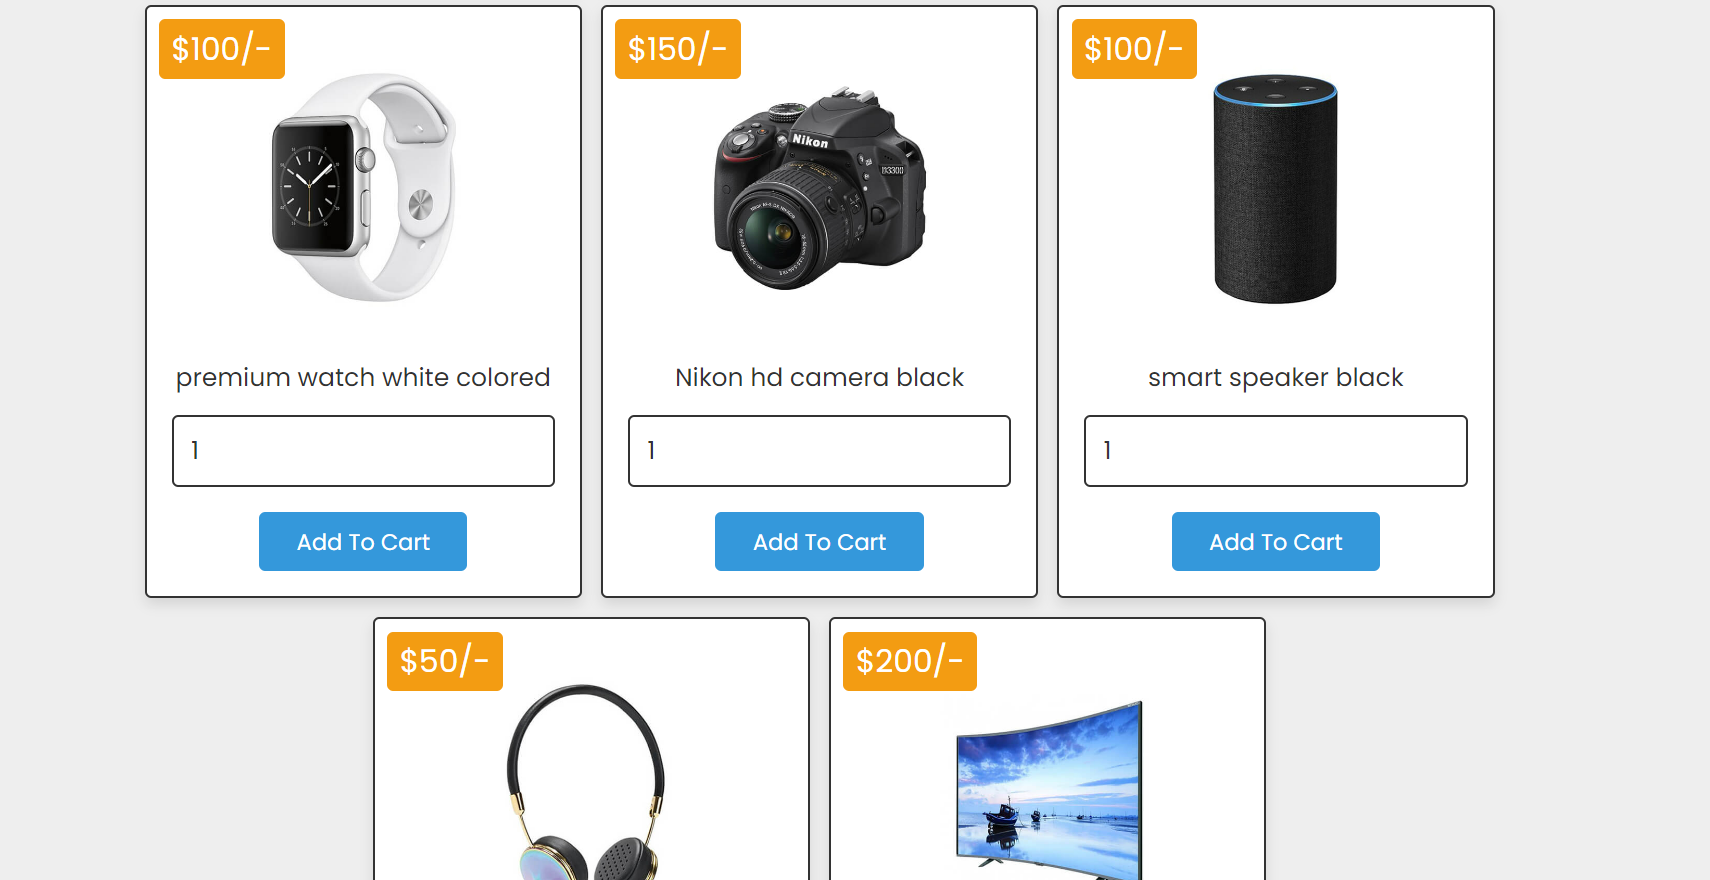 $100/-
$150/-
$100/-
Nikon
D3300
premium watch white colored
Nikon hd camera black
smart speaker black
1
1
1
Add To Cart
Add To Cart
Add To Cart
$50/-
$200/-